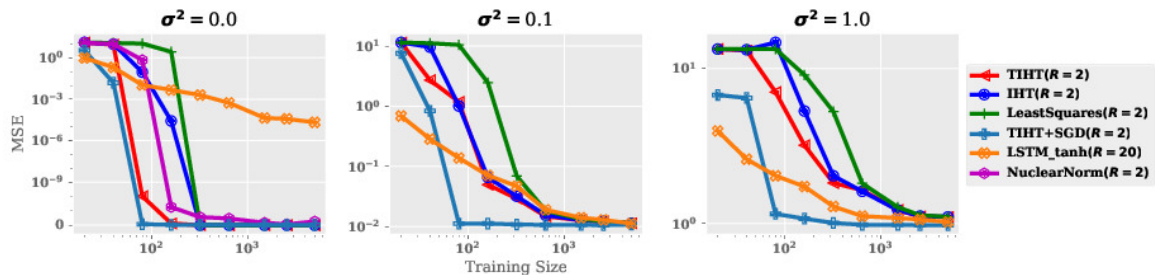 σ² = 0.0
σ² = 0.1
σ² = 1.0
MSE
10⁰
10⁻³
10⁻⁶
10⁻⁹
0
10²
10³
10¹
10⁰
10⁻¹
10⁻²
10²
10³
Training Size
10¹
10⁰
10²
10³
TIHT(R = 2)
IHT(R = 2)
LeastSquares(R = 2)
TIHT+SGD(R = 2)
LSTM_tanh(R = 20)
NuclearNorm(R = 2)